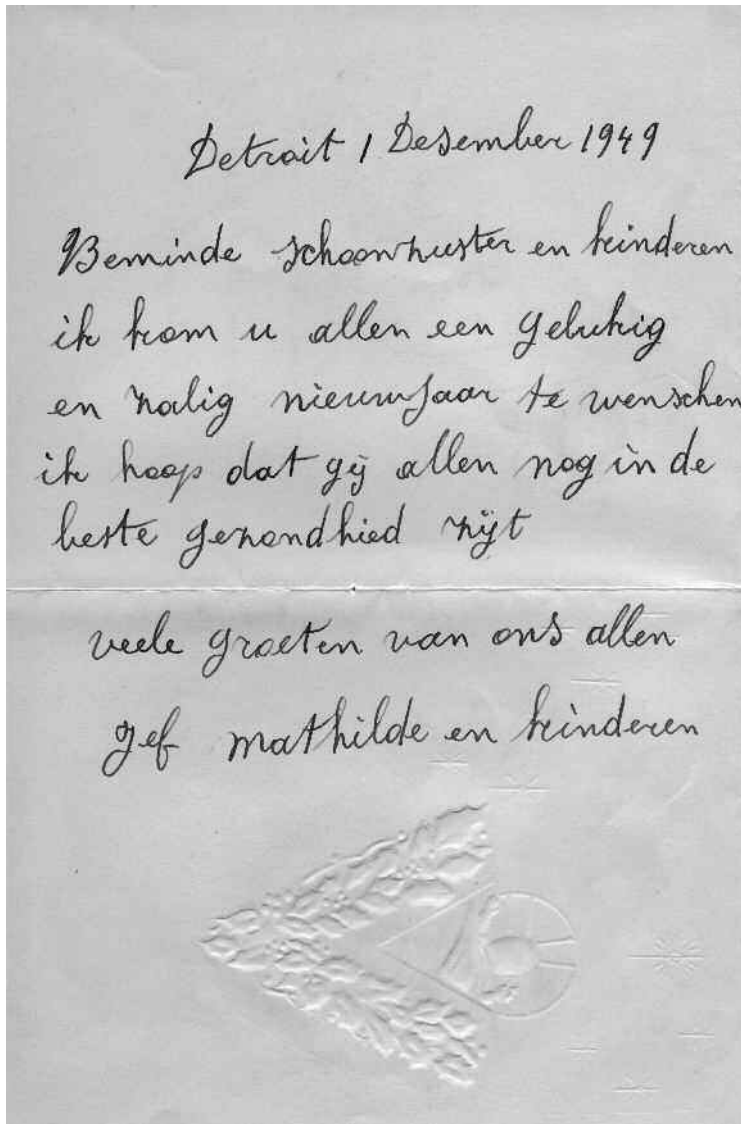 Detroit 1 Desember 1949
Beminde schoonzuster en kinderen
ik kom u allen een gelukig
en zalig nieuwjaar te wenschen
ik hoop dat gij allen nog in de
beste gezondhied zijt
veele groeten van ons allen
Jef mathilde en kinderen